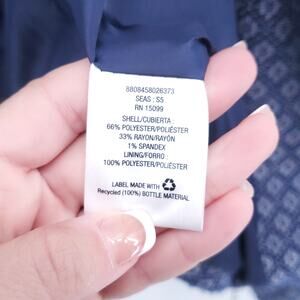 8808458026373
SEAS : S5
RN 15099
SHELL/CUBIERTA :
66% POLYESTER/POLIÉSTER
33% RAYON/RAYÓN
1% SPANDEX
LINING/FORRO :
100% POLYESTER/POLIÉSTER
LABEL MADE WITH
Recycled (100%) BOTTLE MATERIAL